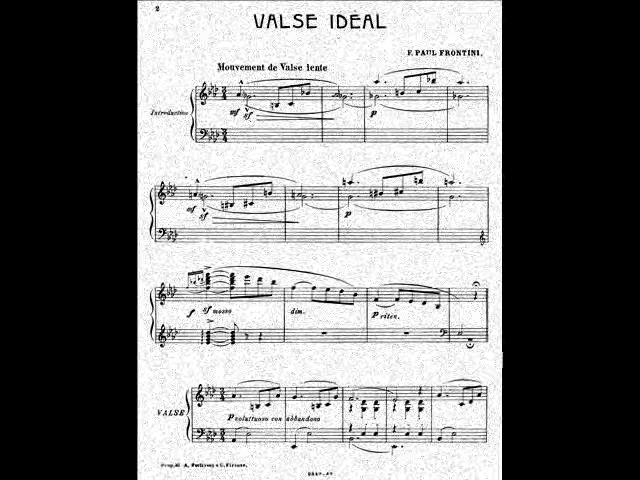 2
VALSE IDÉAL
F. PAUL FRONTINI.
Mouvement de Valse lente
Introduction
mf sf p
mf sf p
f sf mosso dim. P riten.
VALSE
P voluttuoso con abbandono